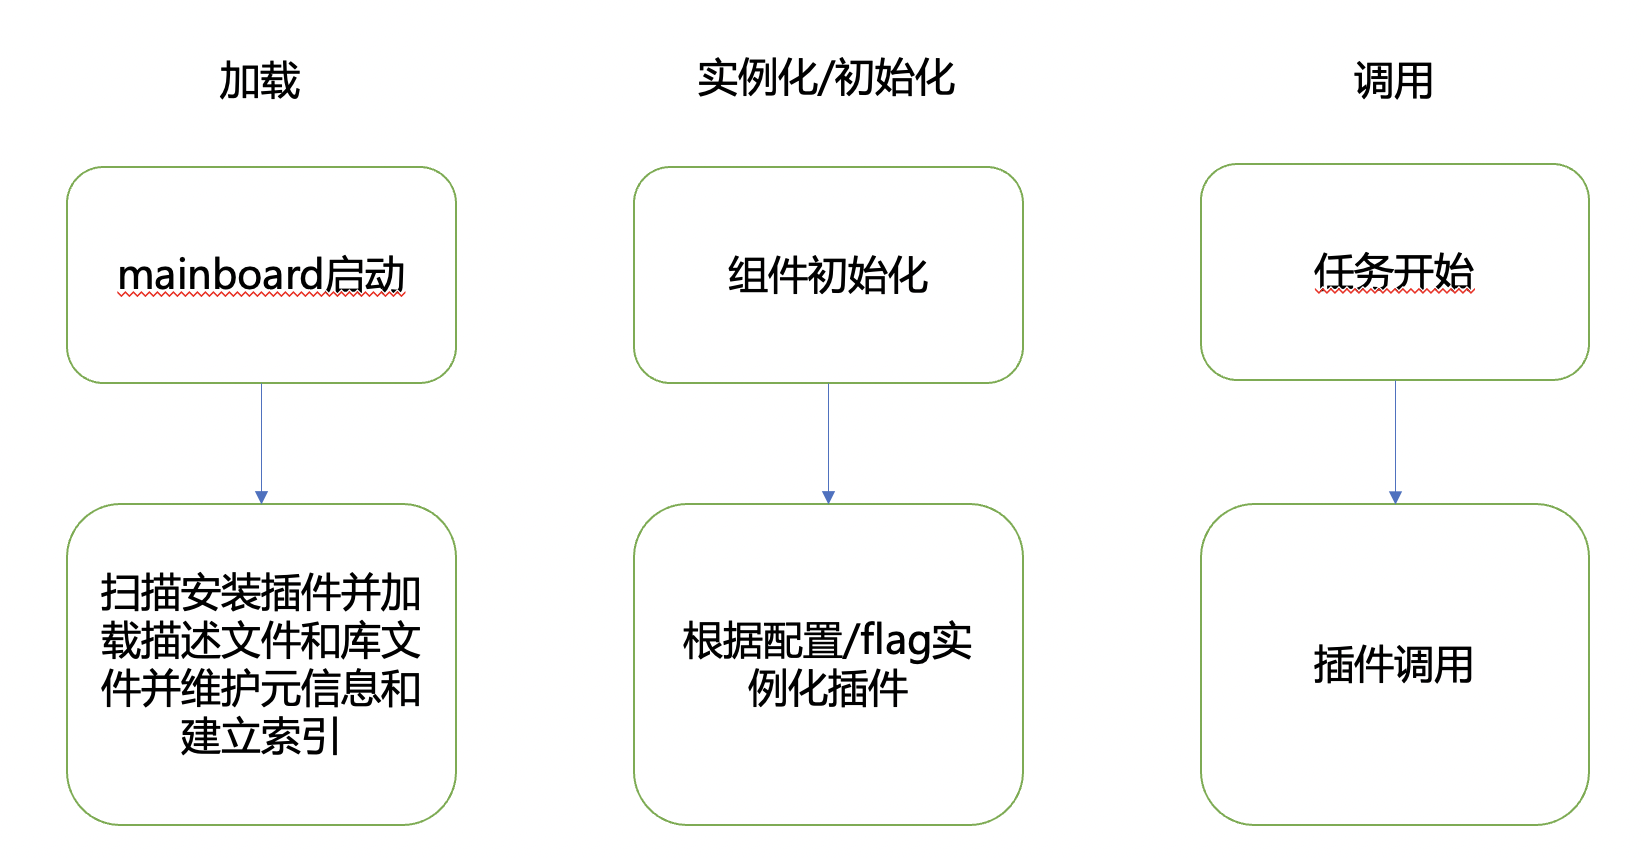 加载
实例化/初始化
调用
mainboard启动
组件初始化
任务开始
扫描安装插件并加
载描述文件和库文
件并维护元信息和
建立索引
根据配置/flag实
例化插件
插件调用